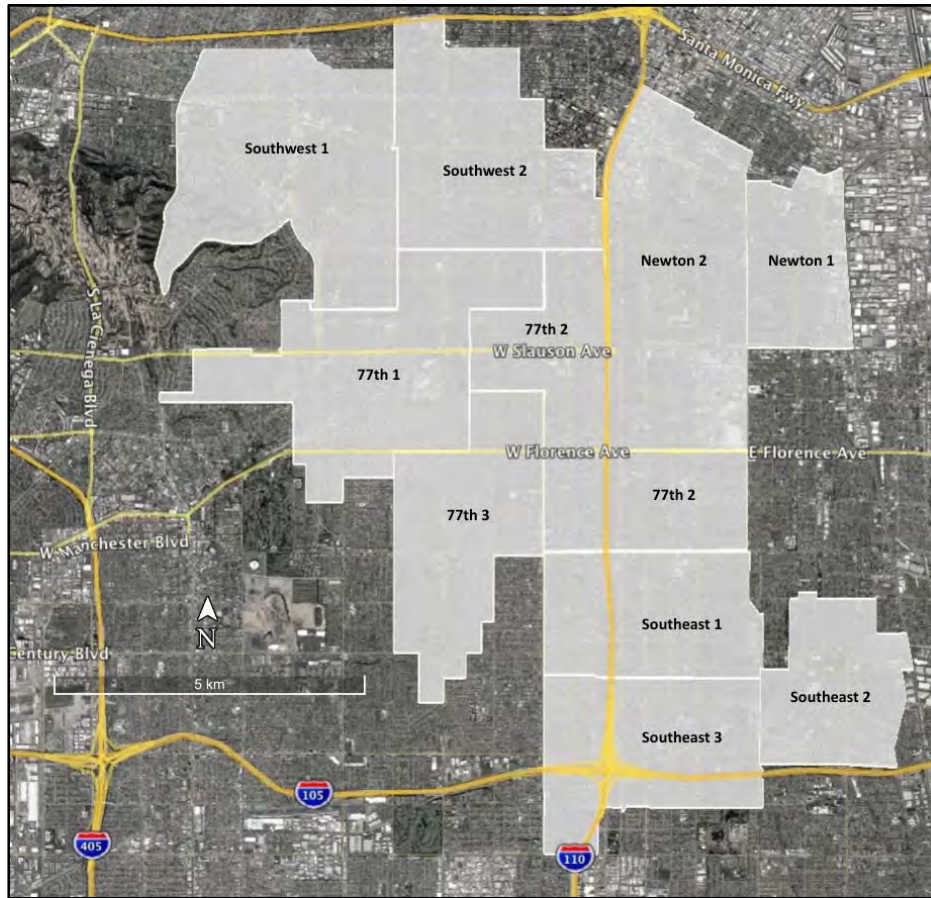 Santa Monica Fwy
Southwest 1
Southwest 2
Newton 2
Newton 1
S La Cienega Blvd
77th 2
W Slauson Ave
77th 1
W Florence Ave
E Florence Ave
77th 2
77th 3
W Manchester Blvd
N
Southeast 1
Century Blvd
5 km
Southeast 2
Southeast 3
105
405
110